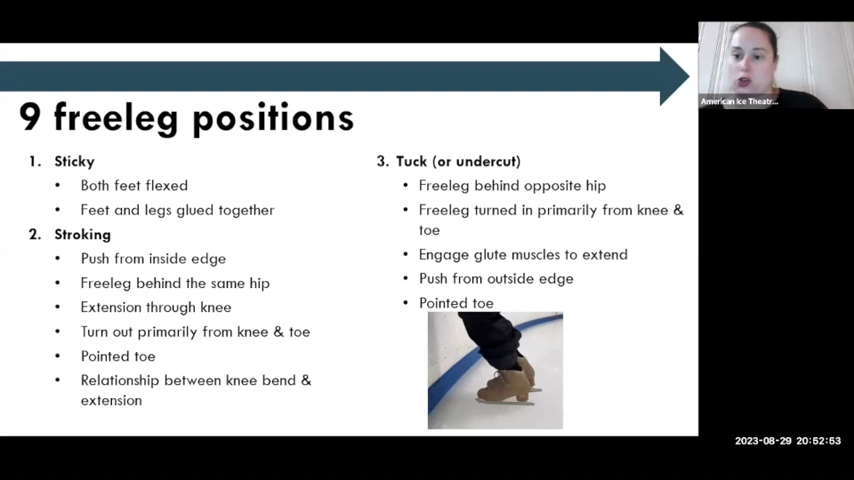 9 freeleg positions
1. Sticky
• Both feet flexed
• Feet and legs glued together
2. Stroking
• Push from inside edge
• Freeleg behind the same hip
• Extension through knee
• Turn out primarily from knee & toe
• Pointed toe
• Relationship between knee bend &
extension
3. Tuck (or undercut)
• Freeleg behind opposite hip
• Freeleg turned in primarily from knee &
toe
• Engage glute muscles to extend
• Push from outside edge
• Pointed toe
American Ice Theatr...
2023-08-29 20:52:53